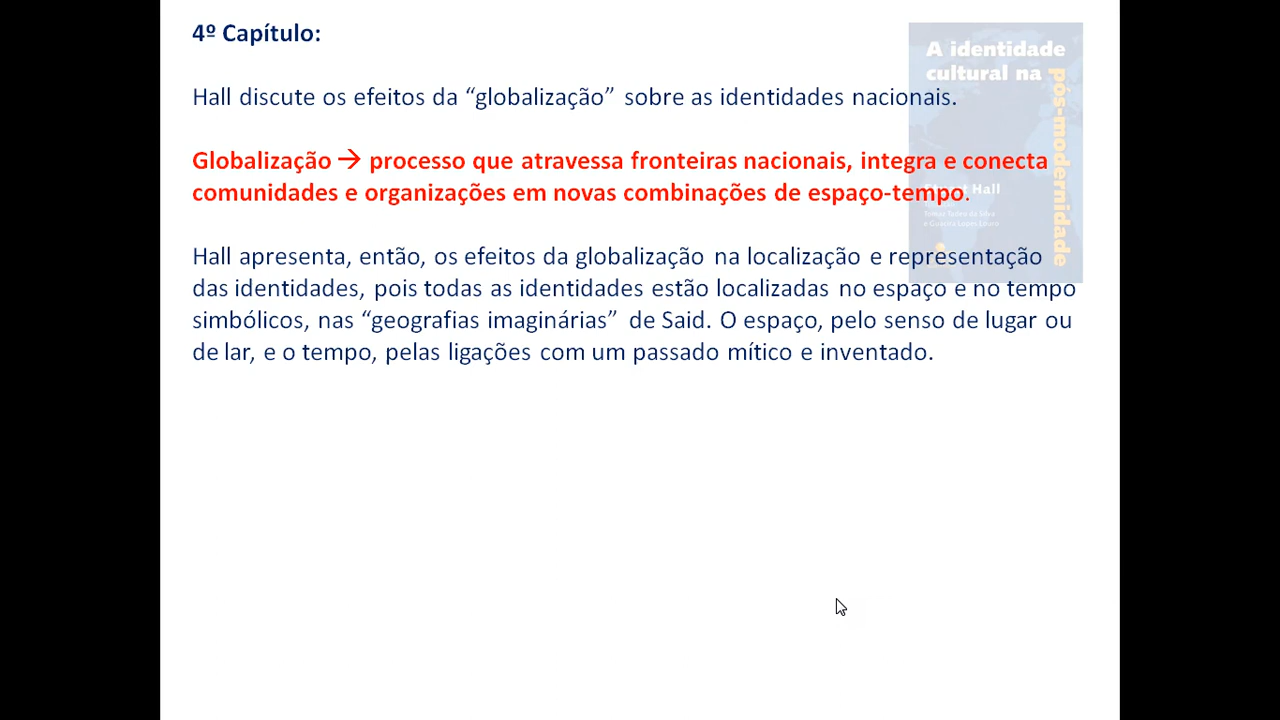 4º Capítulo:
A identidade
cultural na
pós-modernidade
Hall discute os efeitos da “globalização” sobre as identidades nacionais.
Globalização → processo que atravessa fronteiras nacionais, integra e conecta
comunidades e organizações em novas combinações de espaço-tempo.
Hall
Hall apresenta, então, os efeitos da globalização na localização e representação
das identidades, pois todas as identidades estão localizadas no espaço e no tempo
simbólicos, nas “geografias imaginárias” de Said. O espaço, pelo senso de lugar ou
de lar, e o tempo, pelas ligações com um passado mítico e inventado.